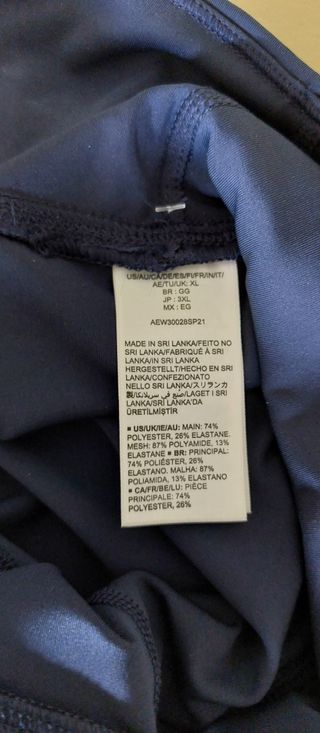 US/AU/CA/DE/ES/FI/FR/IN/IT/
AE/TU/UK: XL
BR : GG
JP : 3XL
MX : EG
AEW30028SP21
MADE IN SRI LANKA/FEITO NO
SRI LANKA/FABRIQUÉ À SRI
LANKA/IN SRI LANKA
HERGESTELLT/HECHO EN SRI
LANKA/CONFEZIONATO
NELLO SRI LANKA/スリランカ
製/صنع في سريلانكا/LAGET I SRI
LANKA/SRI LANKA'DA
ÜRETİLMİŞTİR
■ US/UK/IE/AU: MAIN: 74%
POLYESTER, 26% ELASTANE.
MESH: 87% POLYAMIDE, 13%
ELASTANE ■ BR: PRINCIPAL:
74% POLIÉSTER, 26%
ELASTANO. MALHA: 87%
POLIAMIDA, 13% ELASTANO
■ CA/FR/BE/LU: PIÈCE
PRINCIPALE: 74%
POLYESTER, 26%